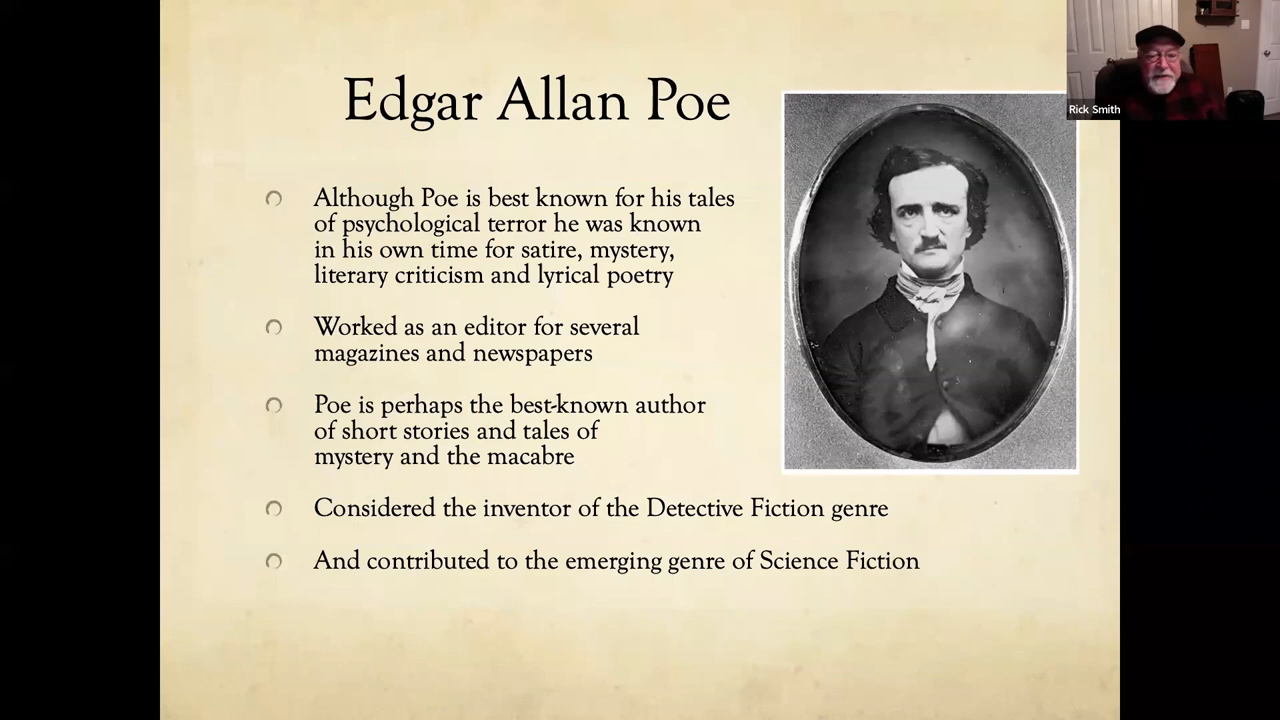 Edgar Allan Poe
Rick Smith
Although Poe is best known for his tales
of psychological terror he was known
in his own time for satire, mystery,
literary criticism and lyrical poetry
Worked as an editor for several
magazines and newspapers
Poe is perhaps the best-known author
of short stories and tales of
mystery and the macabre
Considered the inventor of the Detective Fiction genre
And contributed to the emerging genre of Science Fiction